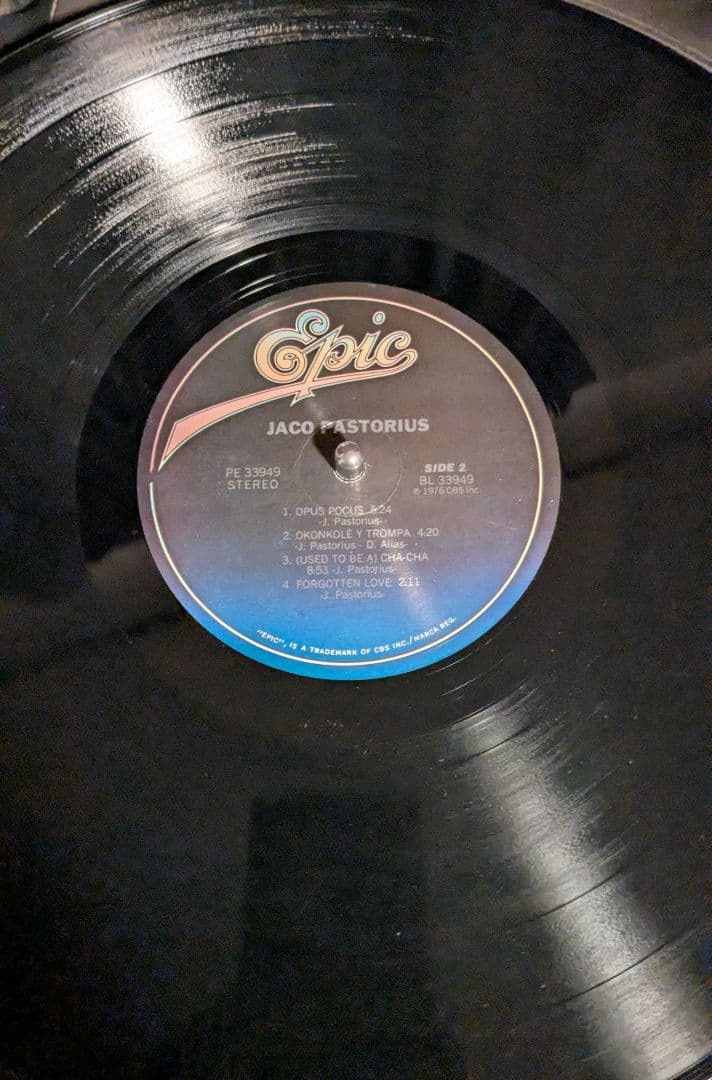 Epic
JACO PASTORIUS
PE 33949
STEREO
SIDE 2
BL 33949
℗ 1976 CBS Inc.
1. OPUS POCUS 5:24
-J. Pastorius-
2. OKONKOLÉ Y TROMPA 4:20
-J. Pastorius - D. Alias-
3. (USED TO BE A) CHA-CHA
8:53 -J. Pastorius-
4. FORGOTTEN LOVE 2:11
-J. Pastorius-
"EPIC", IS A TRADEMARK OF CBS INC./MARCA REG.